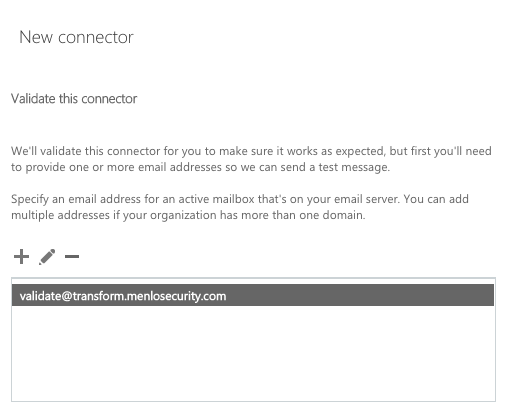 New connector
Validate this connector
We'll validate this connector for you to make sure it works as expected, but first you'll need
to provide one or more email addresses so we can send a test message.
Specify an email address for an active mailbox that's on your email server. You can add
multiple addresses if your organization has more than one domain.
validate@transform.menlosecurity.com